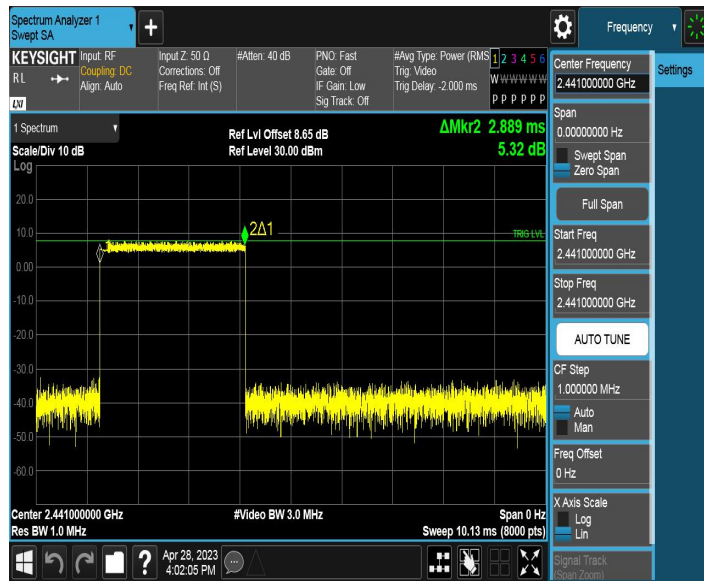 Spectrum Analyzer 1
Swept SA
Frequency
KEYSIGHT
RL
LXI
Input: RF
Coupling: DC
Align: Auto
Input Z: 50 Ω
Corrections: Off
Freq Ref: Int (S)
#Atten: 40 dB
PNO: Fast
Gate: Off
IF Gain: Low
Sig Track: Off
#Avg Type: Power (RMS
Trig: Video
Trig Delay: -2.000 ms
1 2 3 4 5 6
W W W W W W
P P P P P P
1 Spectrum
Scale/Div 10 dB
Log
Ref Lvl Offset 8.65 dB
Ref Level 30.00 dBm
ΔMkr2 2.889 ms
5.32 dB
20.0
10.0
0.00
-10.0
-20.0
-30.0
-40.0
-50.0
-60.0
2Δ1
TRIG LVL
Center 2.441000000 GHz
Res BW 1.0 MHz
#Video BW 3.0 MHz
Span 0 Hz
Sweep 10.13 ms (8000 pts)
?
Apr 28, 2023
4:02:05 PM
Center Frequency
2.441000000 GHz
Span
0.00000000 Hz
Swept Span
Zero Span
Full Span
Start Freq
2.441000000 GHz
Stop Freq
2.441000000 GHz
AUTO TUNE
CF Step
1.000000 MHz
Auto
Man
Freq Offset
0 Hz
X Axis Scale
Log
Lin
Signal Track
(Span Zoom)
Settings